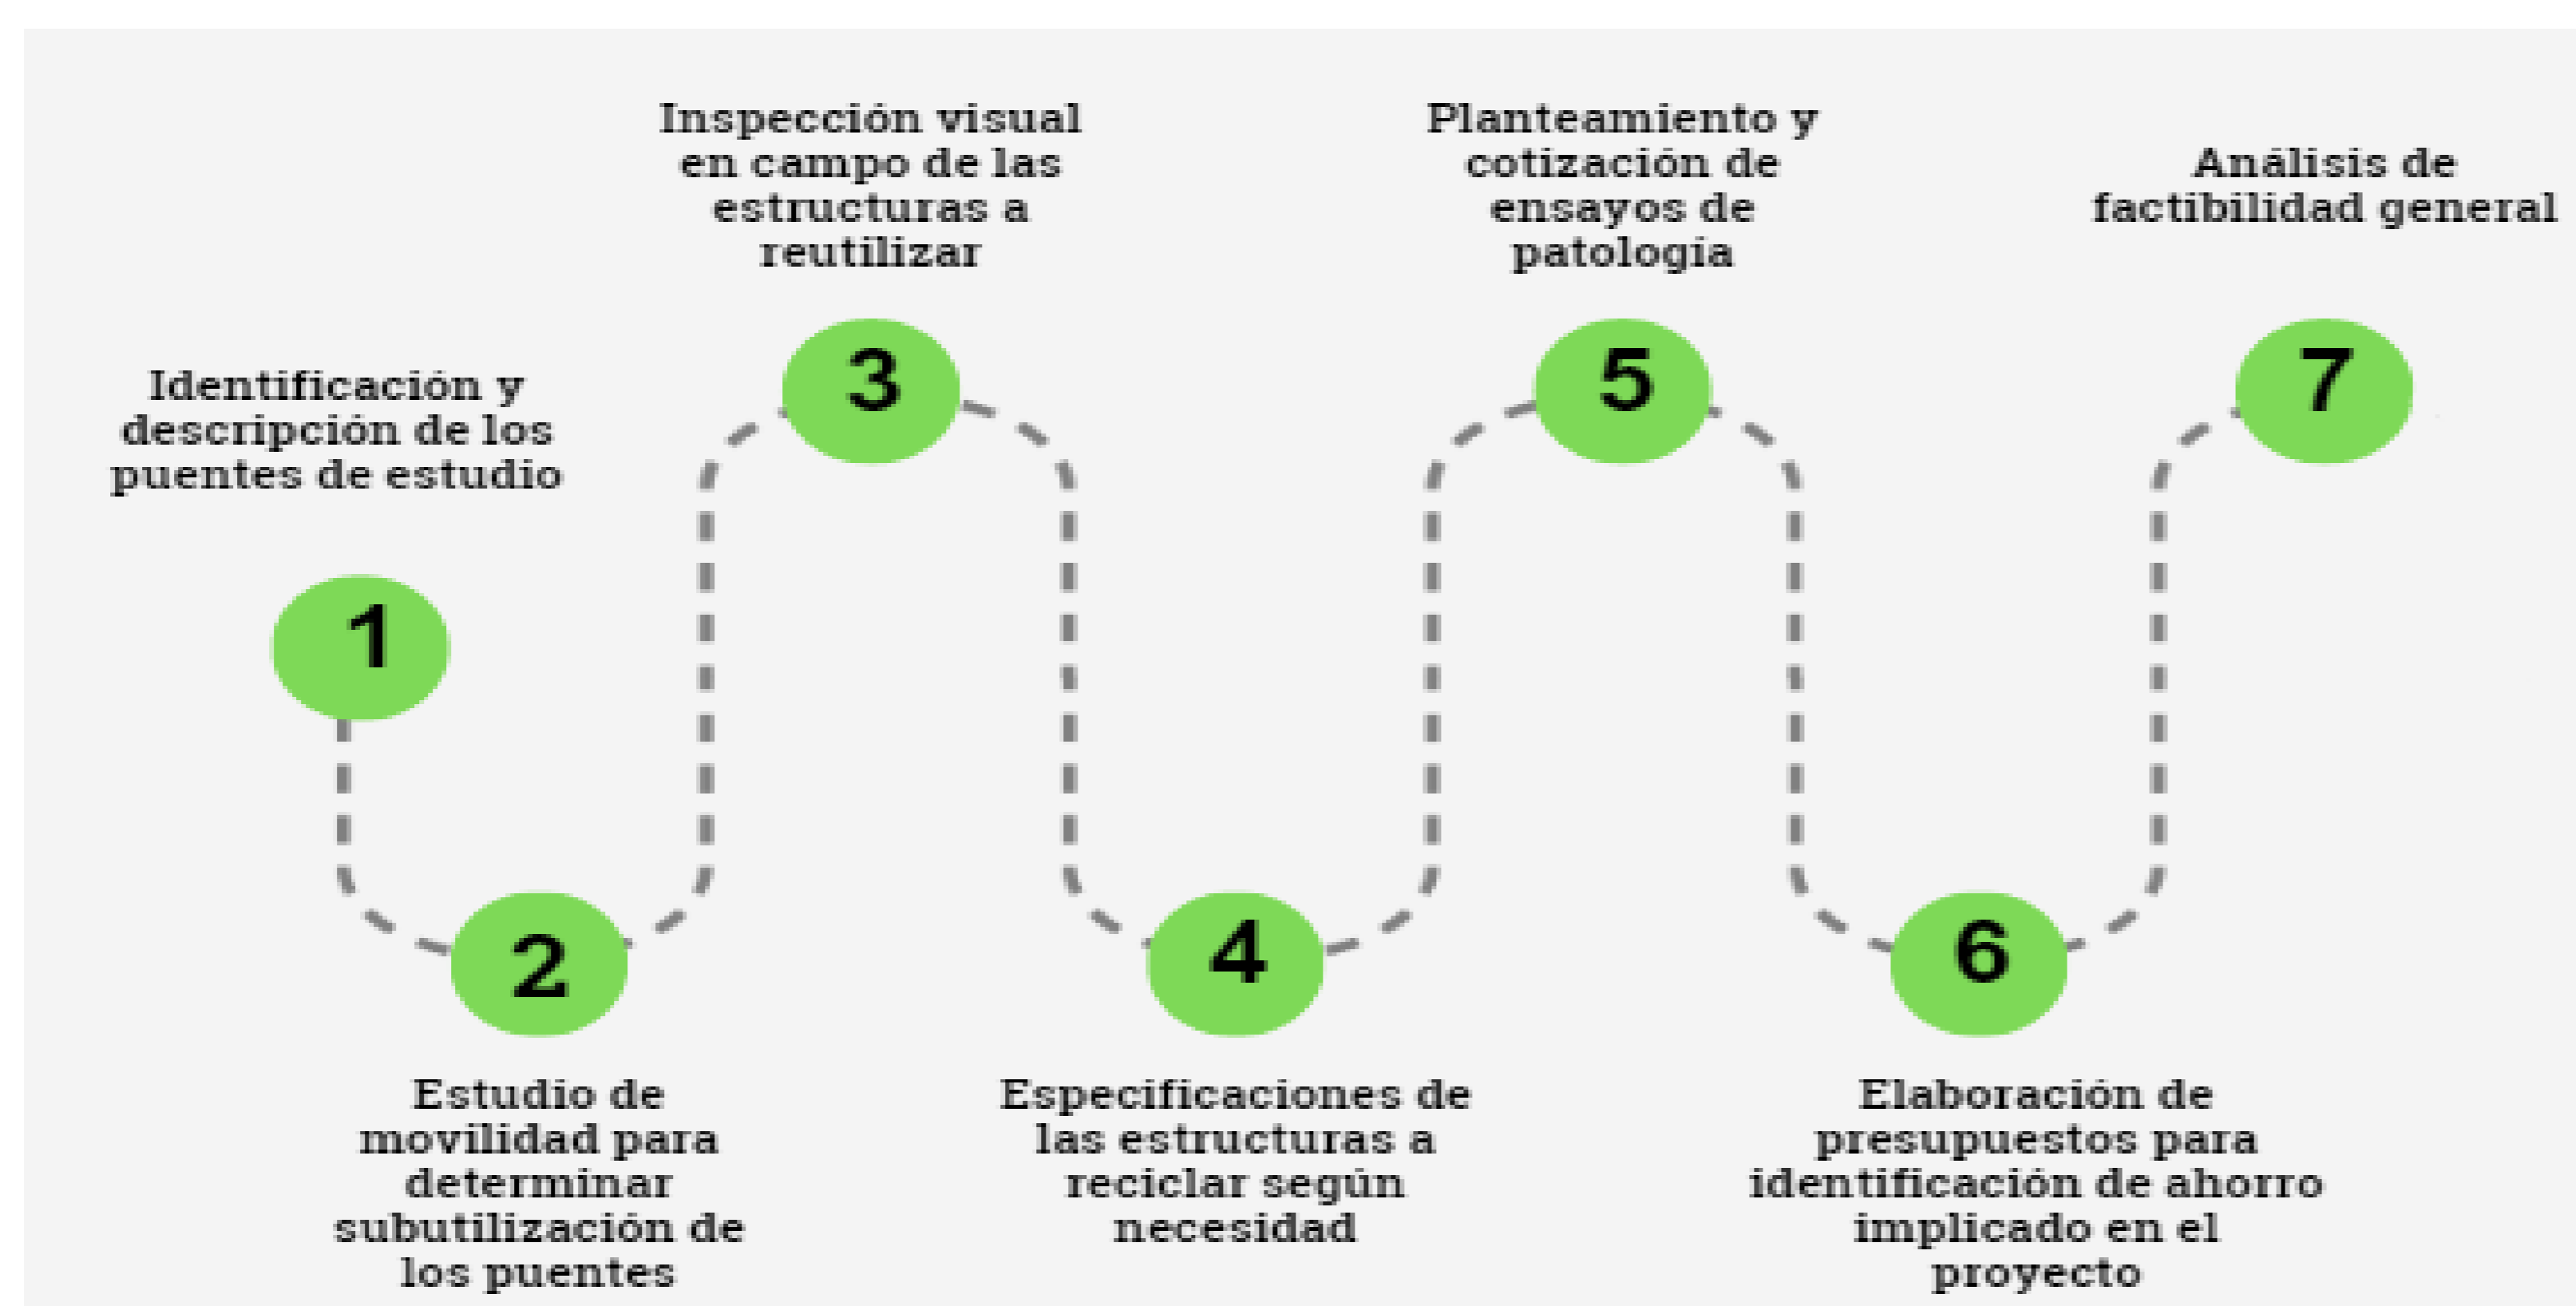 Identificación y
descripción de los
puentes de estudio
1
2
Estudio de
movilidad para
determinar
subutilización de
los puentes
Inspección visual
en campo de las
estructuras a
reutilizar
3
4
Especificaciones de
las estructuras a
reciclar según
necesidad
Planteamiento y
cotización de
ensayos de
patología
5
6
Elaboración de
presupuestos para
identificación de ahorro
implicado en el
proyecto
Análisis de
factibilidad general
7